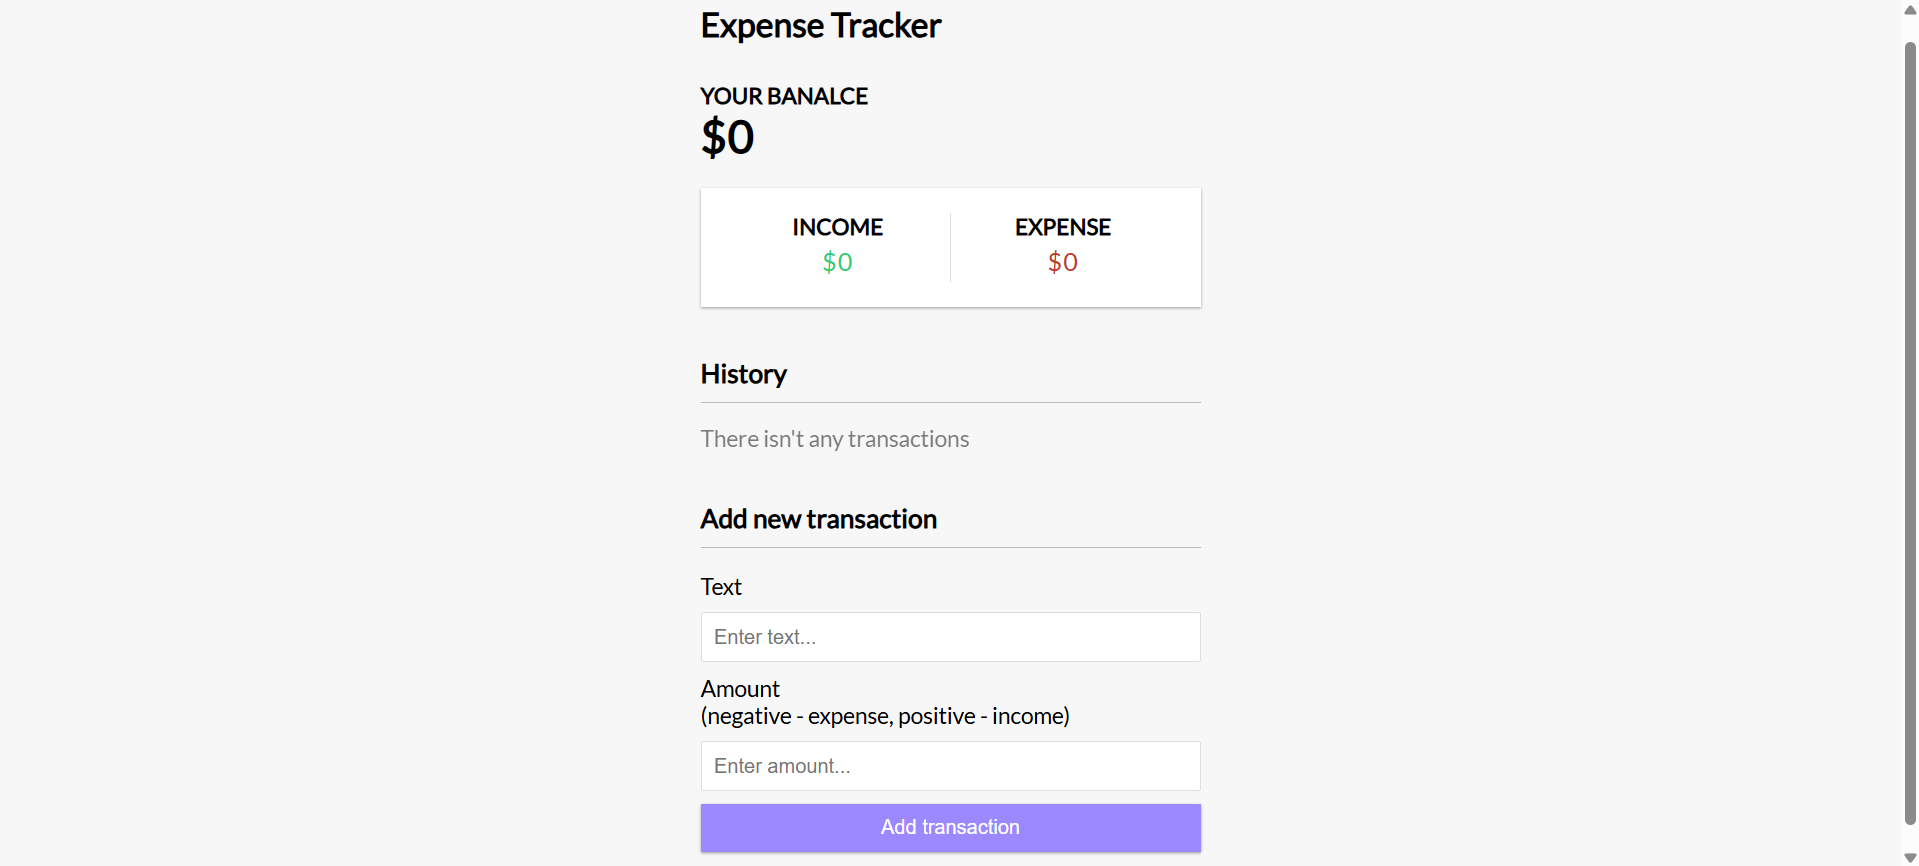 Expense Tracker
YOUR BANALCE
$0
INCOME
EXPENSE
$0
$0
History
There isn't any transactions
Add new transaction
Text
Enter text...
Amount
(negative - expense, positive - income)
Enter amount...
Add transaction